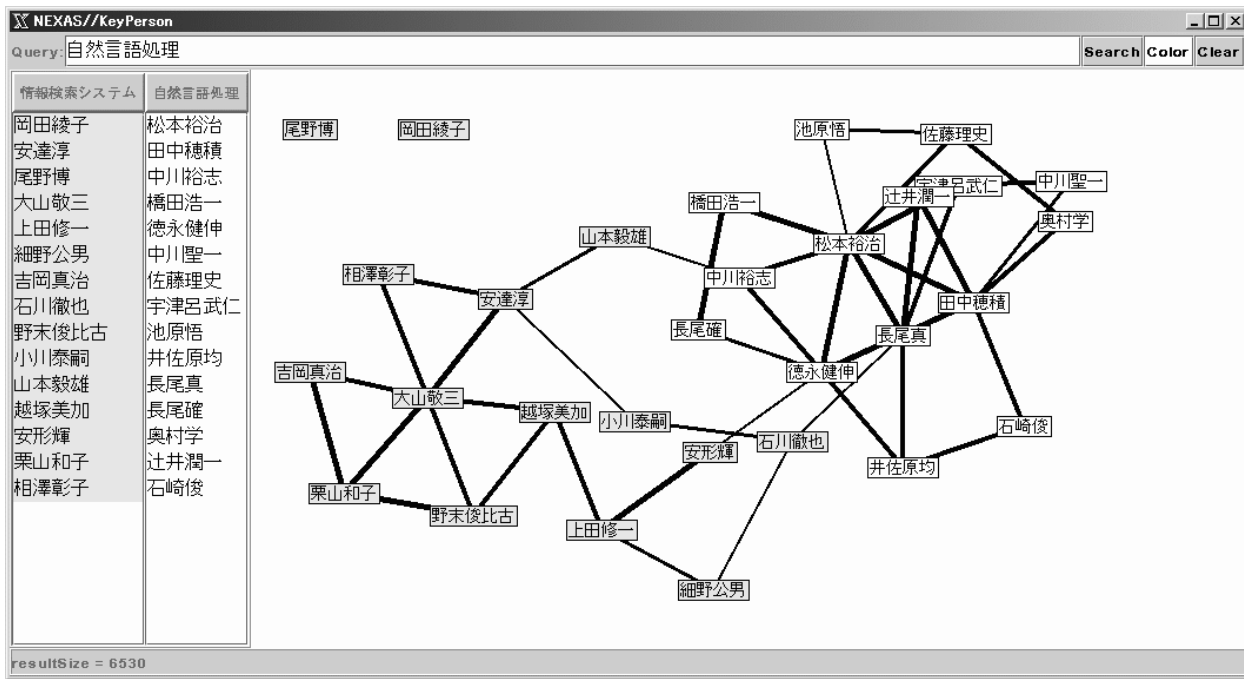 NEXAS//KeyPerson
Query: 自然言語処理 Search Color Clear
情報検索システム 自然言語処理
岡田綾子 松本裕治
安達淳 田中穂積
尾野博 中川裕志
大山敬三 橋田浩一
上田修一 徳永健伸
細野公男 中川聖一
吉岡真治 佐藤理史
石川徹也 宇津呂武仁
野末俊比古 池原悟
小川泰嗣 井佐原均
山本毅雄 長尾真
越塚美加 長尾確
安形輝 奥村学
栗山和子 辻井潤一
相澤彰子 石崎俊
尾野博 岡田綾子 池原悟 佐藤理史
宇津呂武仁 中川聖一
橋田浩一 辻井潤一
奥村学
山本毅雄 松本裕治
相澤彰子 中川裕志
安達淳 田中穂積
長尾確 長尾真
吉岡真治 徳永健伸
大山敬三 越塚美加
小川泰嗣 石崎俊
安形輝 石川徹也
井佐原均
栗山和子
野末俊比古
上田修一
細野公男
resultSize = 6530